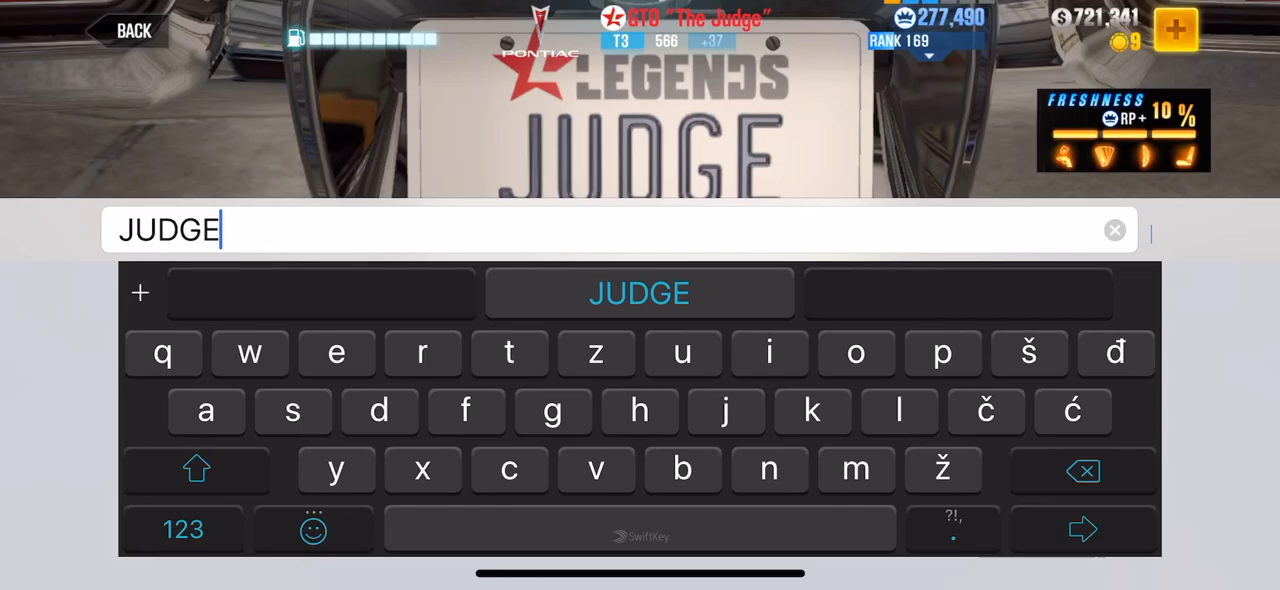 BACK
PONTIAC
GTO "The Judge"
T3 566 +37
277,490
RANK 169
721,341
9
LEGENDS
JUDGE
FRESHNESS
RP+ 10 %
JUDGE
JUDGE
q w e r t z u i o p š đ
a s d f g h j k l č ć
y x c v b n m ž
123
SwiftKey
?!,
.